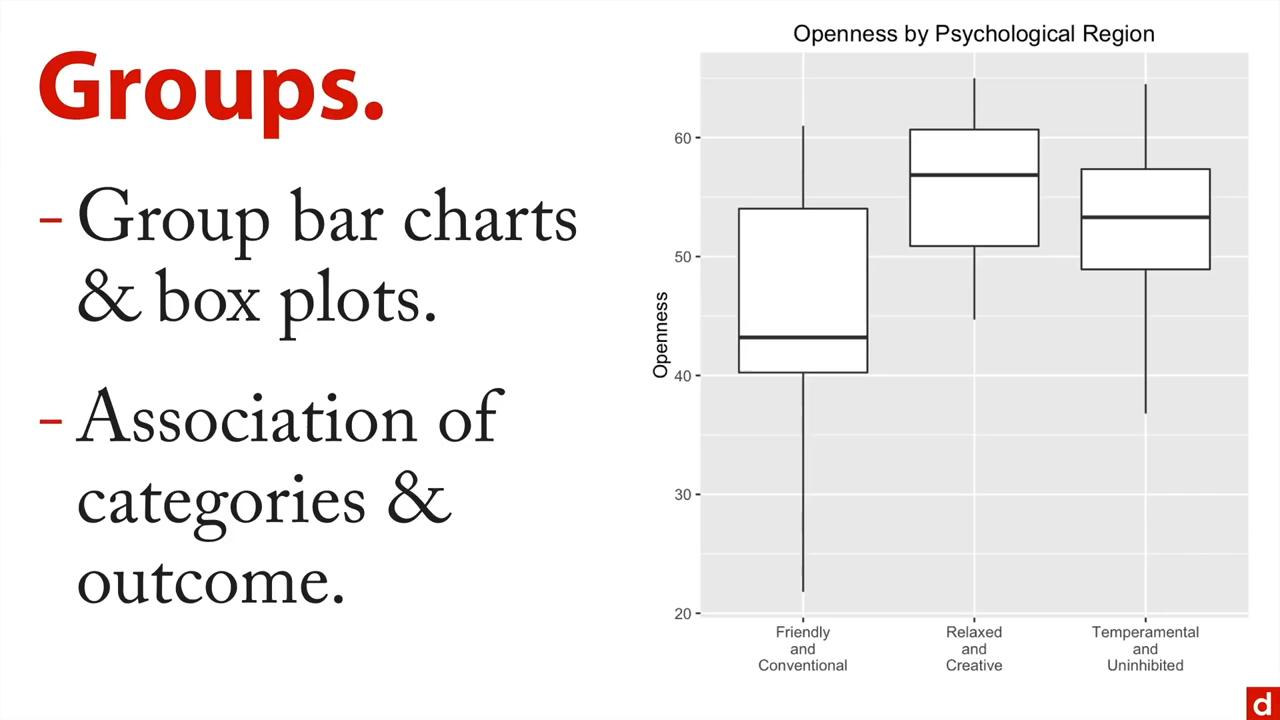 Groups.
- Group bar charts
& box plots.
- Association of
categories &
outcome.
Openness by Psychological Region
Openness
60
50
40
30
20
Friendly
and
Conventional
Relaxed
and
Creative
Temperamental
and
Uninhibited
d